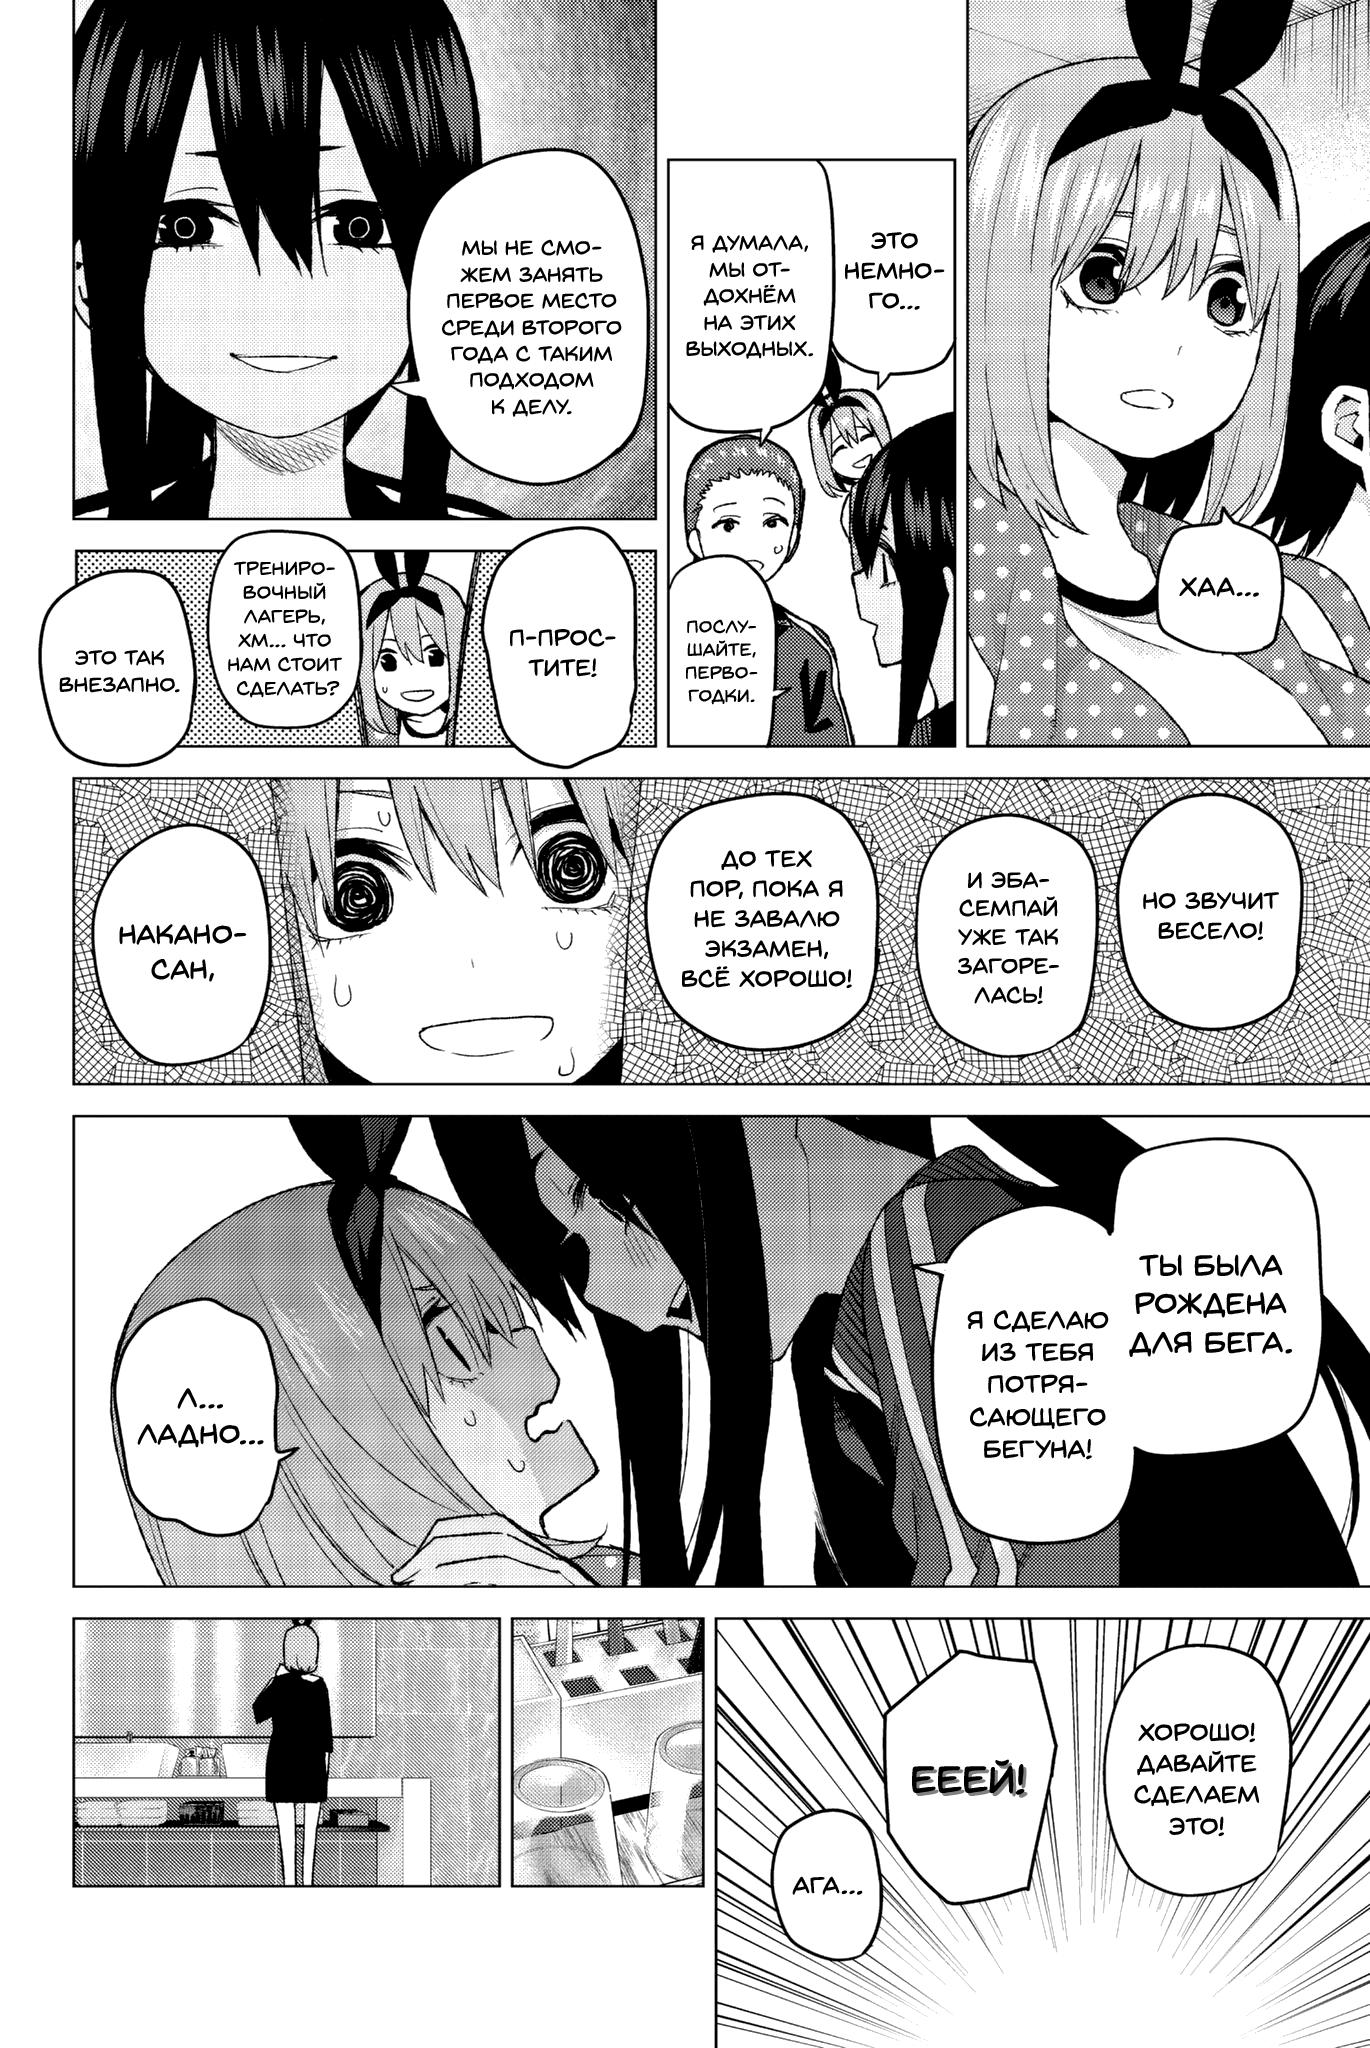 ХАА...
ЭТО
НЕМНО-
ГО...
Я ДУМАЛА,
МЫ ОТ-
ДОХНЁМ
НА ЭТИХ
ВЫХОДНЫХ.
ПОСЛУ-
ШАЙТЕ,
ПЕРВО-
ГОДКИ.
МЫ НЕ СМО-
ЖЕМ ЗАНЯТЬ
ПЕРВОЕ МЕСТО
СРЕДИ ВТОРОГО
ГОДА С ТАКИМ
ПОДХОДОМ
К ДЕЛУ.
П-ПРОС-
ТИТЕ!
ТРЕНИРО-
ВОЧНЫЙ
ЛАГЕРЬ,
ХМ... ЧТО
НАМ СТОИТ
СДЕЛАТЬ?
ЭТО ТАК
ВНЕЗАПНО.
НО ЗВУЧИТ
ВЕСЕЛО!
И ЭБА-
СЕМПАЙ
УЖЕ ТАК
ЗАГОРЕ-
ЛАСЬ!
ДО ТЕХ
ПОР, ПОКА Я
НЕ ЗАВАЛЮ
ЭКЗАМЕН,
ВСЁ ХОРОШО!
НАКАНО-
САН,
ТЫ БЫЛА
РОЖДЕНА
ДЛЯ БЕГА.
Я СДЕЛАЮ
ИЗ ТЕБЯ
ПОТРЯ-
САЮЩЕГО
БЕГУНА!
Л...
ЛАДНО...
ХОРОШО!
ДАВАЙТЕ
СДЕЛАЕМ
ЭТО!
ЕЕЕЙ!
АГА...